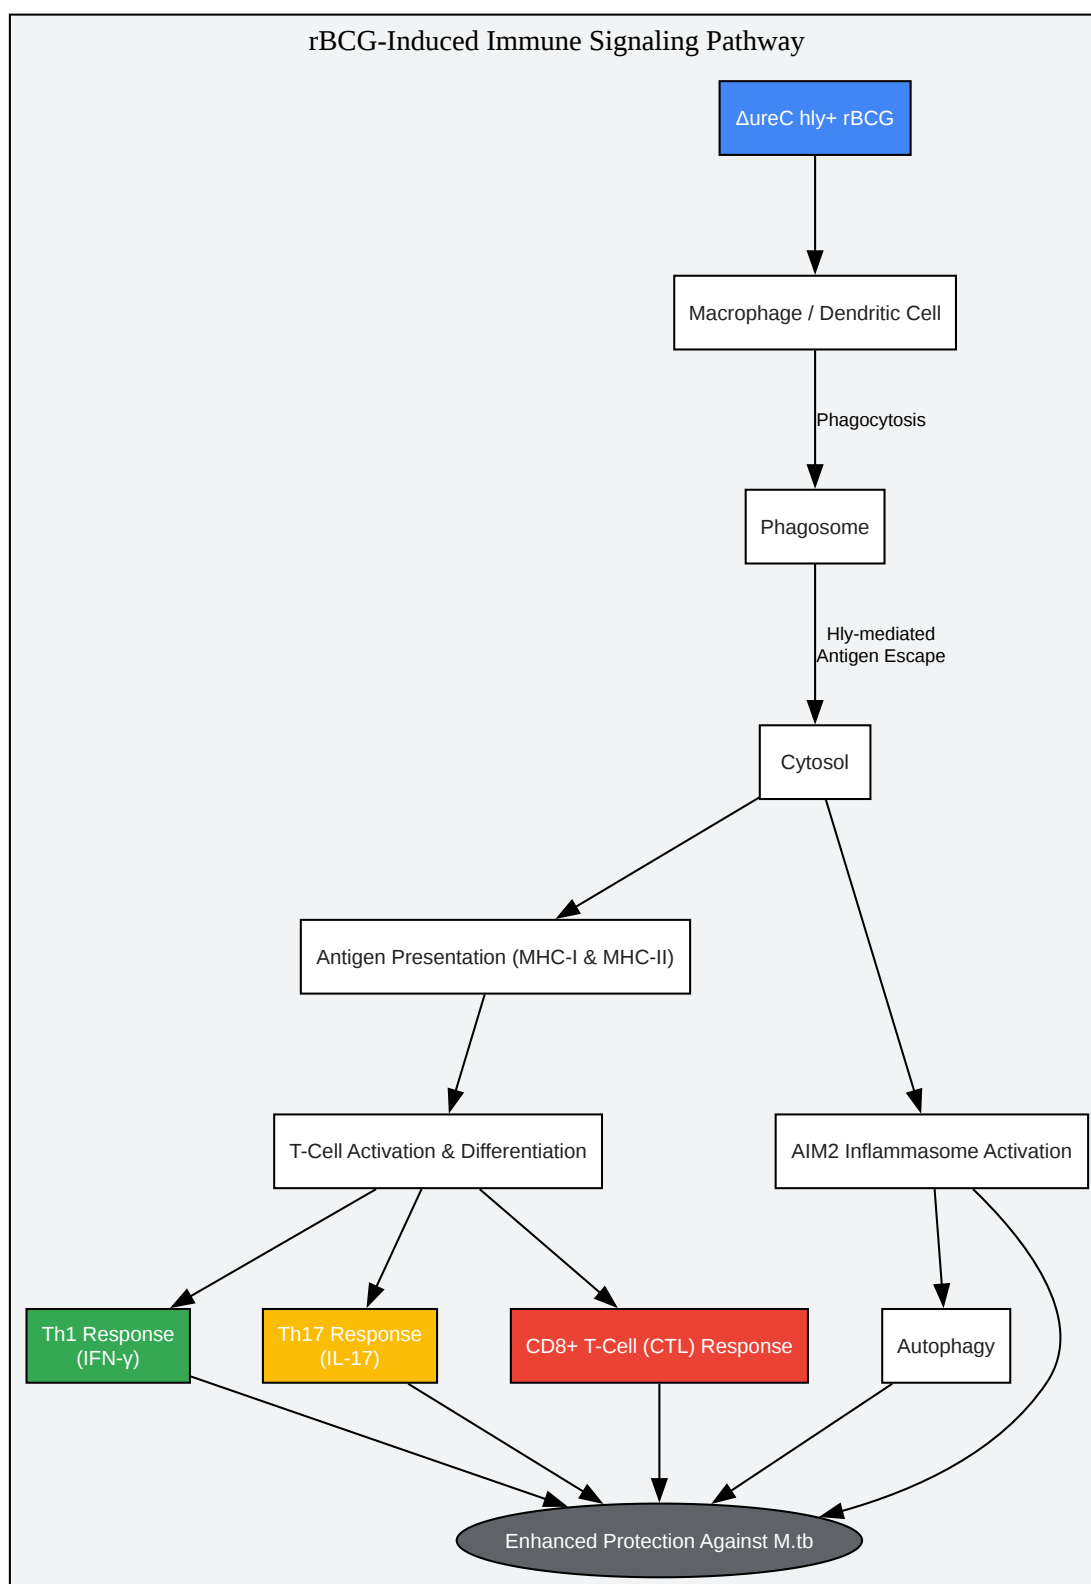 rBCG-Induced Immune Signaling Pathway
ΔureC hly+ rBCG
Macrophage / Dendritic Cell
Phagocytosis
Phagosome
Hly-mediated
Antigen Escape
Cytosol
Antigen Presentation (MHC-I & MHC-II)
T-Cell Activation & Differentiation
AIM2 Inflammasome Activation
Th1 Response
(IFN-γ)
Th17 Response
(IL-17)
CD8+ T-Cell (CTL) Response
Autophagy
Enhanced Protection Against M.tb